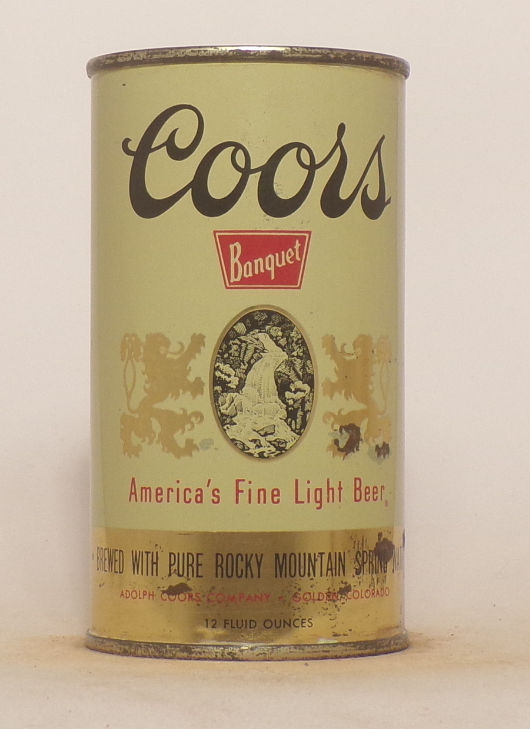 Coors
Banquet
America's Fine Light Beer
BREWED WITH PURE ROCKY MOUNTAIN SPRING
ADOLPH COORS COMPANY GOLDEN, COLORADO
12 FLUID OUNCES